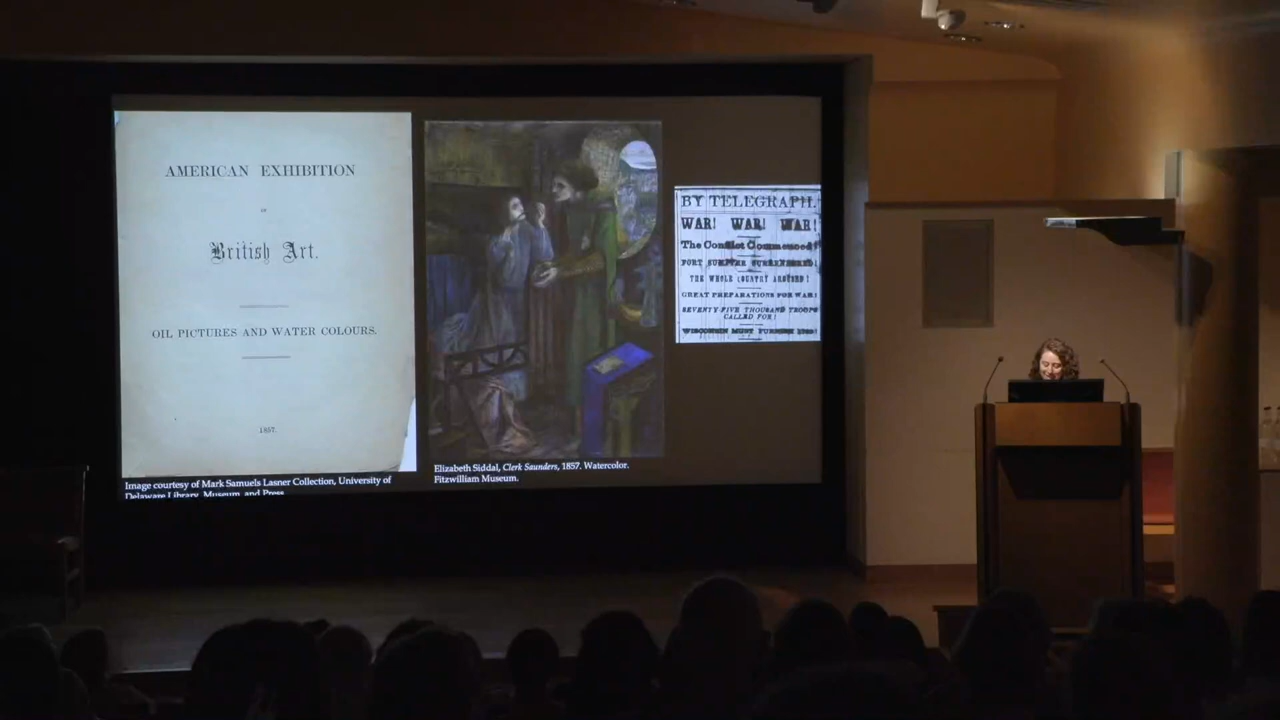 AMERICAN EXHIBITION
OF
British Art.
OIL PICTURES AND WATER COLOURS.
1857.
Image courtesy of Mark Samuels Lasner Collection, University of
Delaware Library, Museum, and Press
Elizabeth Siddal, Clerk Saunders, 1857. Watercolor.
Fitzwilliam Museum.
BY TELEGRAPH.
WAR! WAR! WAR!
The Conflict Commenced!
FORT SUMPTER SURRENDERED!
THE WHOLE COUNTRY AROUSED!
GREAT PREPARATIONS FOR WAR!
SEVENTY-FIVE THOUSAND TROOPS
CALLED FOR!
WISCONSIN MUST FURNISH